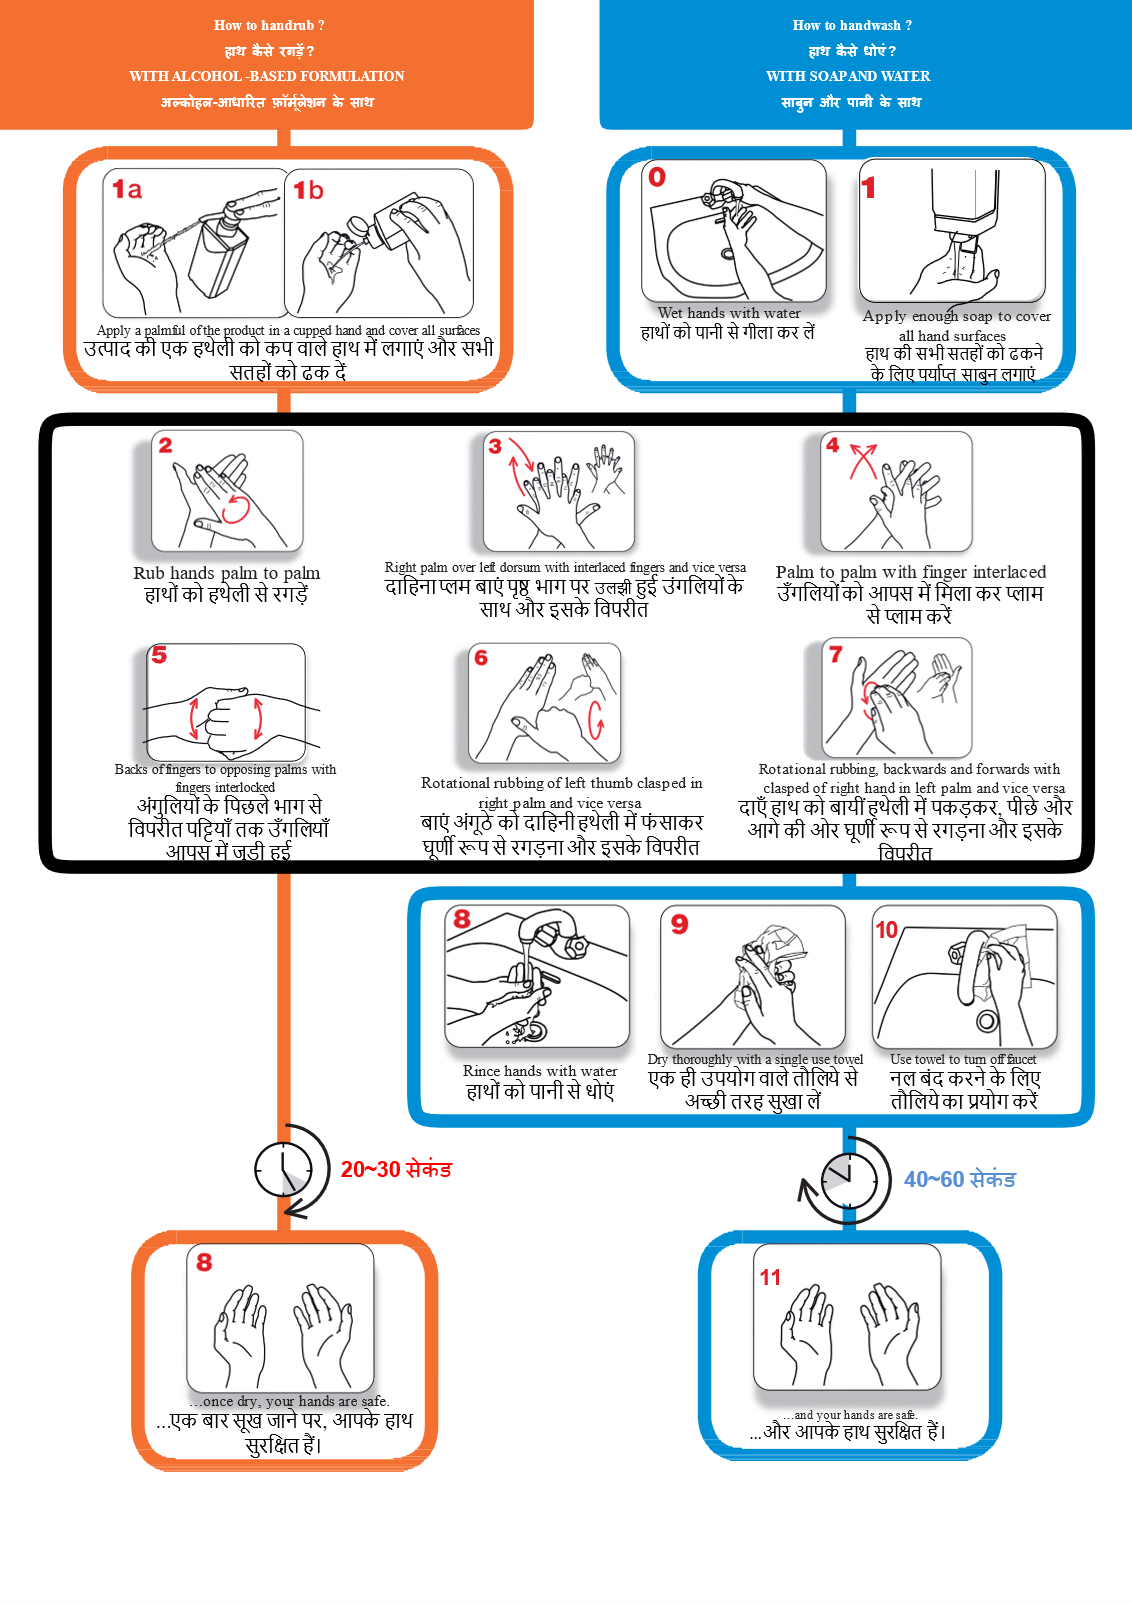 How to handrub ?
हाथ कैसे रगड़ें?
WITH ALCOHOL -BASED FORMULATION
अल्कोहल-आधारित फ़ॉर्मूलेशन के साथ
How to handwash ?
हाथ कैसे धोएं?
WITH SOAP AND WATER
साबुन और पानी के साथ
1a
1b
Apply a palmful of the product in a cupped hand and cover all surfaces
उत्पाद की एक हथेली को कप वाले हाथ में लगाएं और सभी
सतहों को ढक दें
0
Wet hands with water
हाथों को पानी से गीला कर लें
1
Apply enough soap to cover
all hand surfaces
हाथ की सभी सतहों को ढकने
के लिए पर्याप्त साबुन लगाएं
2
Rub hands palm to palm
हाथों को हथेली से रगड़ें
3
Right palm over left dorsum with interlaced fingers and vice versa
दाहिना प्लम बाएं पृष्ठ भाग पर उलझी हुई उंगलियों के
साथ और इसके विपरीत
4
Palm to palm with finger interlaced
उँगलियों को आपस में मिला कर प्लाम
से प्लाम करें
5
Backs of fingers to opposing palms with
fingers interlocked
अंगुलियों के पिछले भाग से
विपरीत पट्टियाँ तक उँगलियाँ
आपस में जुड़ी हुई
6
Rotational rubbing of left thumb clasped in
right palm and vice versa
बाएं अंगूठे को दाहिनी हथेली में फंसाकर
घूर्णी रूप से रगड़ना और इसके विपरीत
7
Rotational rubbing, backwards and forwards with
clasped of right hand in left palm and vice versa
दाएँ हाथ को बायीं हथेली में पकड़कर, पीछे और
आगे की ओर घूर्णी रूप से रगड़ना और इसके
विपरीत
8
Rince hands with water
हाथों को पानी से धोएं
9
Dry thoroughly with a single use towel
एक ही उपयोग वाले तौलिये से
अच्छी तरह सुखा लें
10
Use towel to turn off faucet
नल बंद करने के लिए
तौलिये का प्रयोग करें
20~30 सेकंड
40~60 सेकंड
8
...once dry, your hands are safe.
...एक बार सूख जाने पर, आपके हाथ
सुरक्षित हैं।
11
...and your hands are safe.
...और आपके हाथ सुरक्षित हैं।